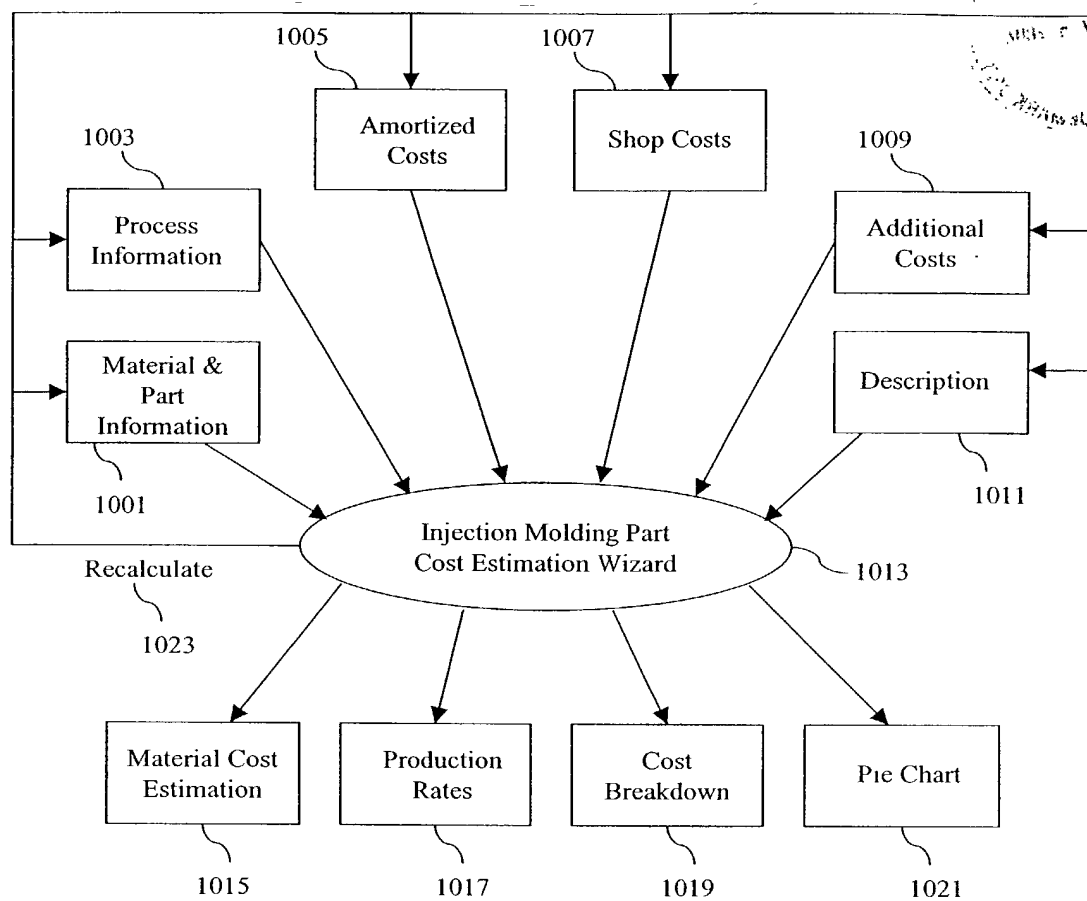 1005
1007
Amortized
Costs
Shop Costs
1003
1009
Process
Information
Additional
Costs
Material &
Part
Information
Description
1001
1011
Injection Molding Part
Cost Estimation Wizard
1013
Recalculate
1023
Material Cost
Estimation
Production
Rates
Cost
Breakdown
Pie Chart
1015
1017
1019
1021